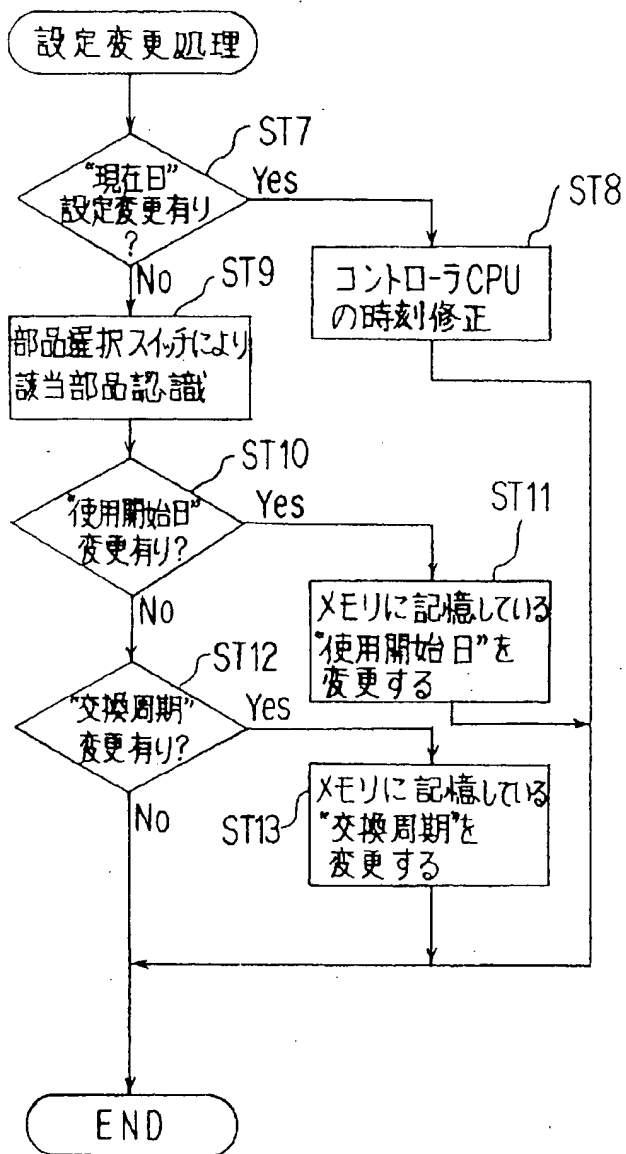 設定変更処理
ST7
“現在日”
設定変更有り
?
Yes
ST8
コントローラCPU
の時刻修正
No
ST9
部品選択スイッチにより
該当部品認識
ST10
“使用開始日”
変更有り?
Yes
ST11
メモリに記憶している
“使用開始日”を
変更する
No
ST12
“交換周期”
変更有り?
Yes
ST13
メモリに記憶している
“交換周期”を
変更する
No
END